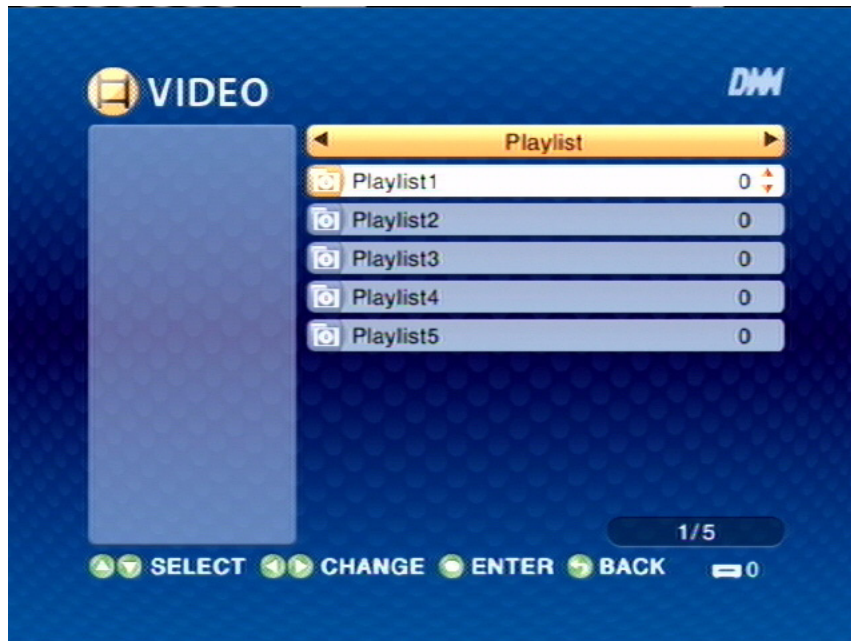 VIDEO
DMM
Playlist
Playlist1 0
Playlist2 0
Playlist3 0
Playlist4 0
Playlist5 0
1/5
SELECT CHANGE ENTER BACK 0